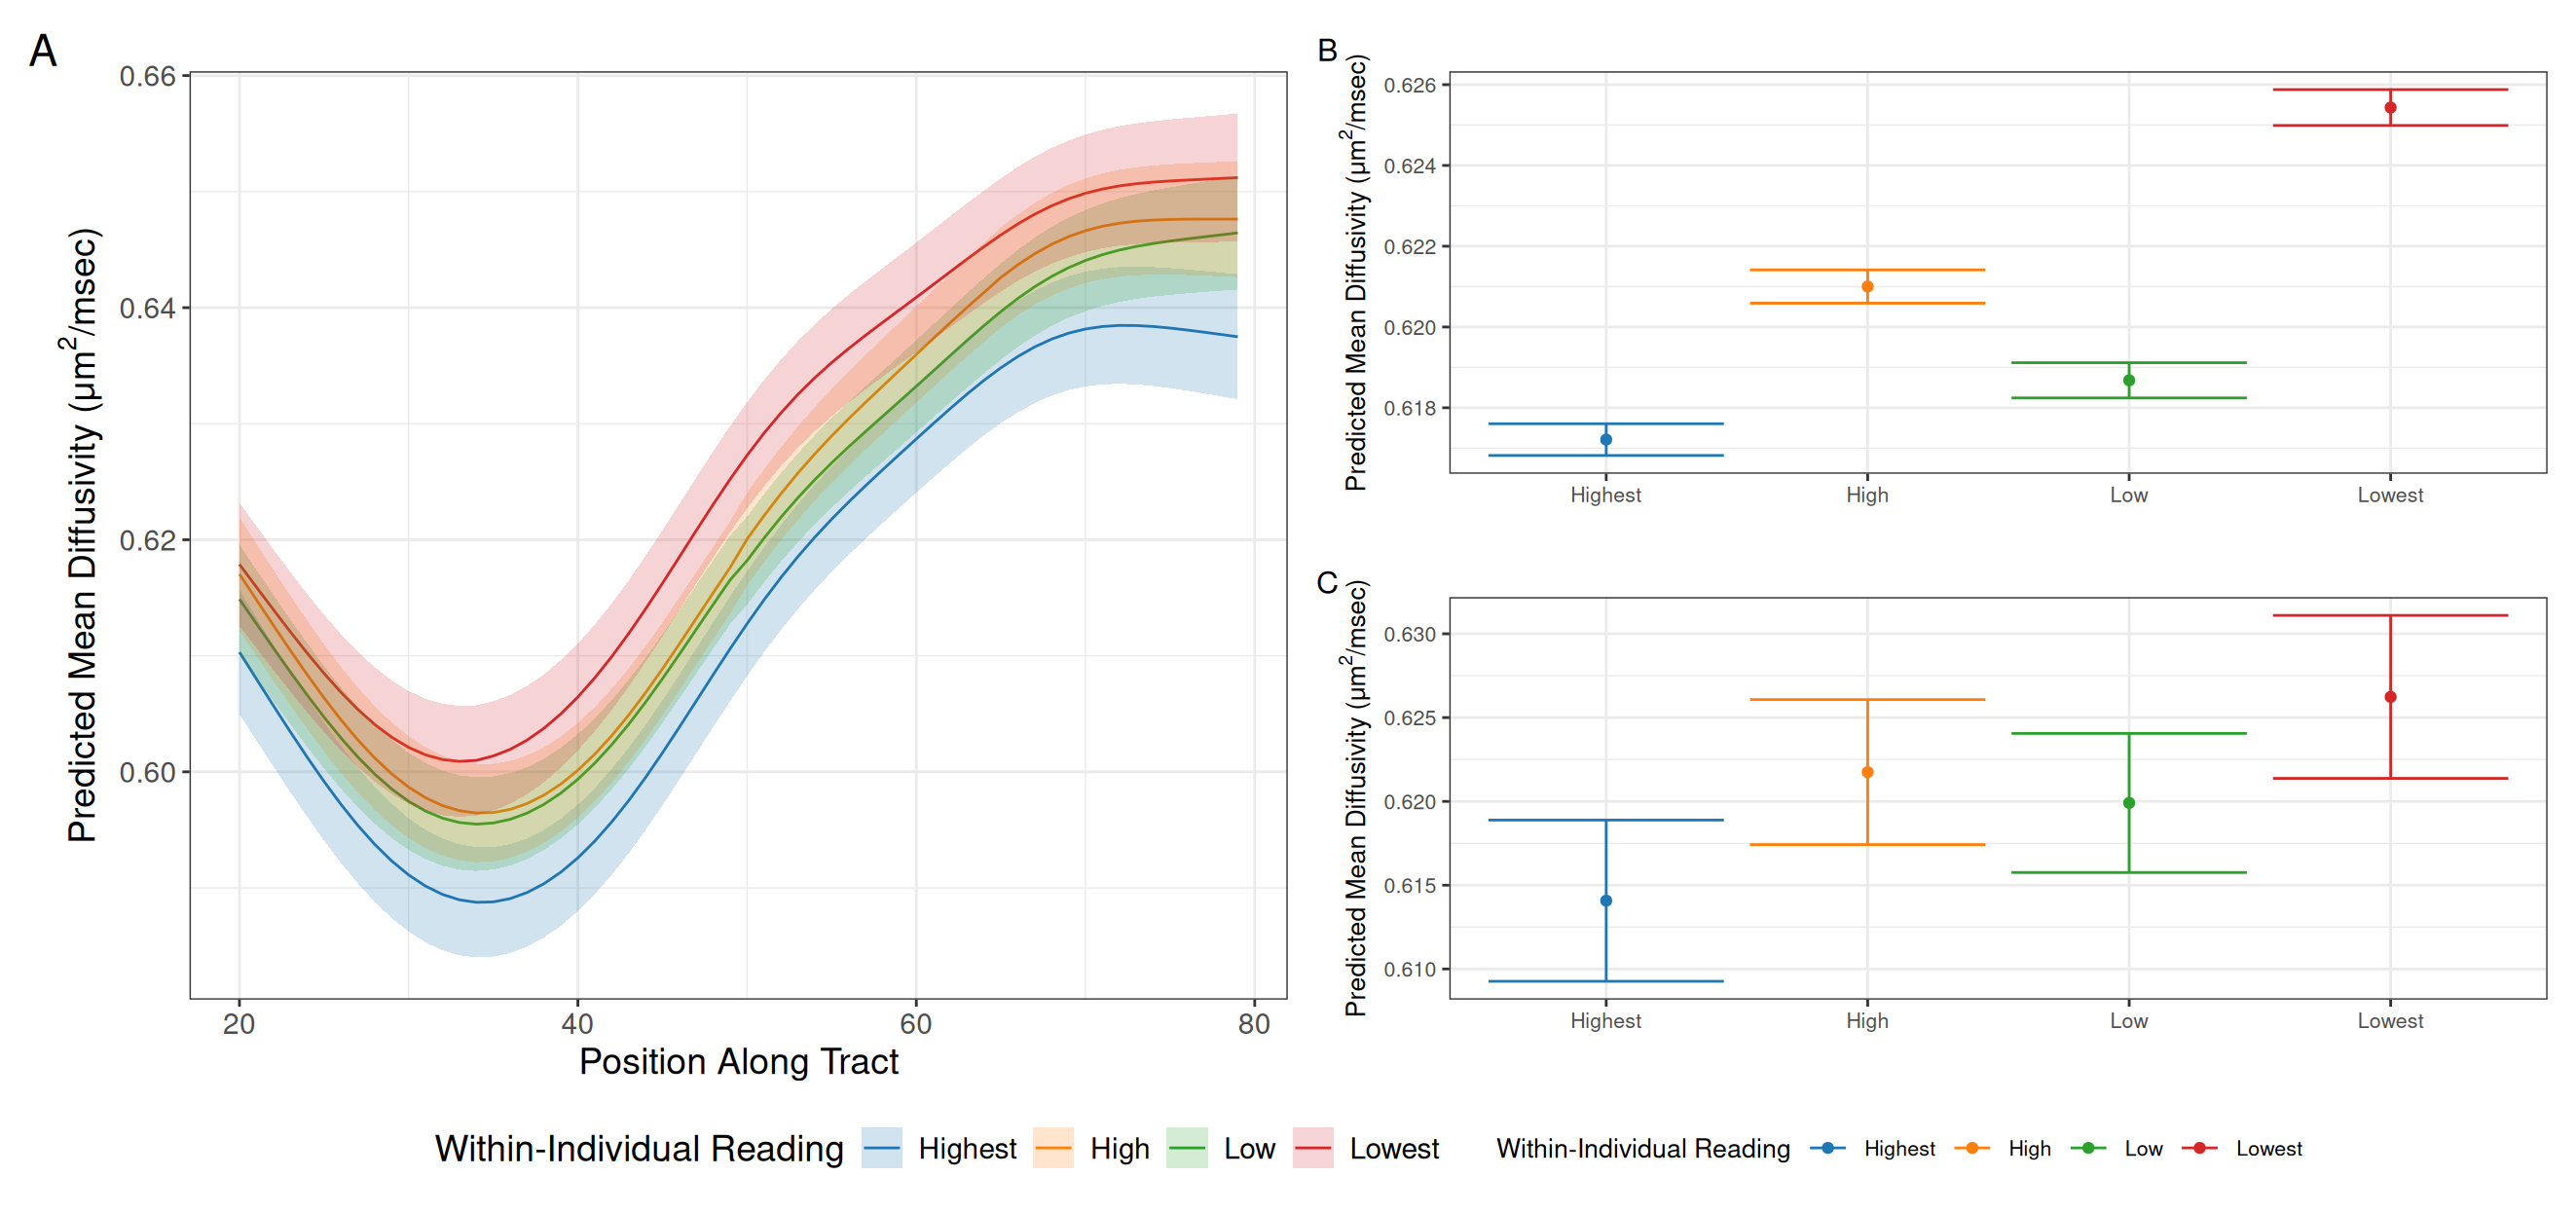 A
0.66
0.64
0.62
0.60
Predicted Mean Diffusivity (μm²/msec)
20 40 60 80
Position Along Tract
B
0.626
0.624
0.622
0.620
0.618
Predicted Mean Diffusivity (μm²/msec)
Highest High Low Lowest
C
0.630
0.625
0.620
0.615
0.610
Predicted Mean Diffusivity (μm²/msec)
Highest High Low Lowest
Within-Individual Reading Highest High Low Lowest
Within-Individual Reading Highest High Low Lowest